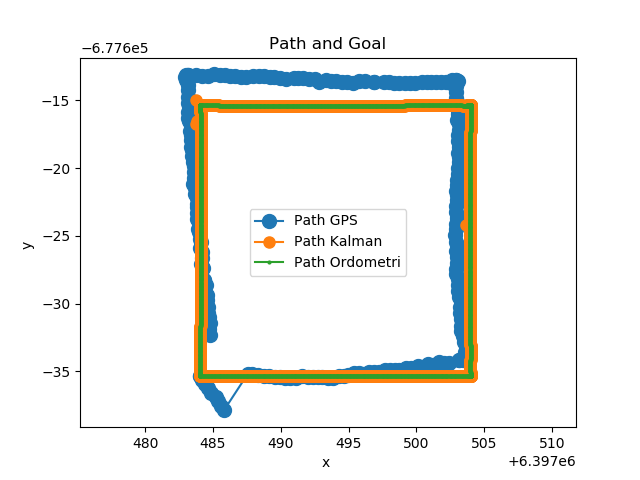 Path and Goal
−6.776e5
−15
−20
−25
−30
−35
y
Path GPS
Path Kalman
Path Ordometri
480
485
490
495
500
505
510
x
+6.397e6